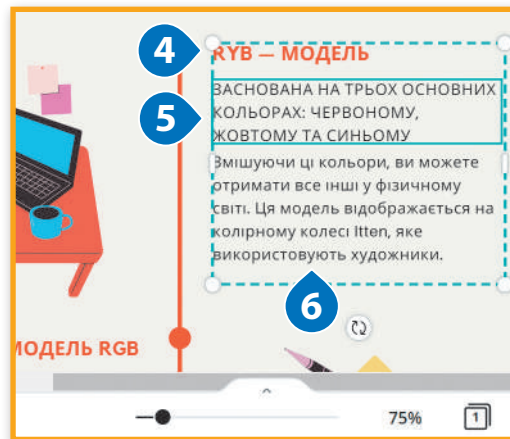 4
RYB — МОДЕЛЬ
5
ЗАСНОВАНА НА ТРЬОХ ОСНОВНИХ
КОЛЬОРАХ: ЧЕРВОНОМУ,
ЖОВТОМУ ТА СИНЬОМУ
Змішуючи ці кольори, ви можете
отримати все інші у фізичному
світі. Ця модель відображається на
колірному колесі Itten, яке
використовують художники.
6
МОДЕЛЬ RGB
75%
1